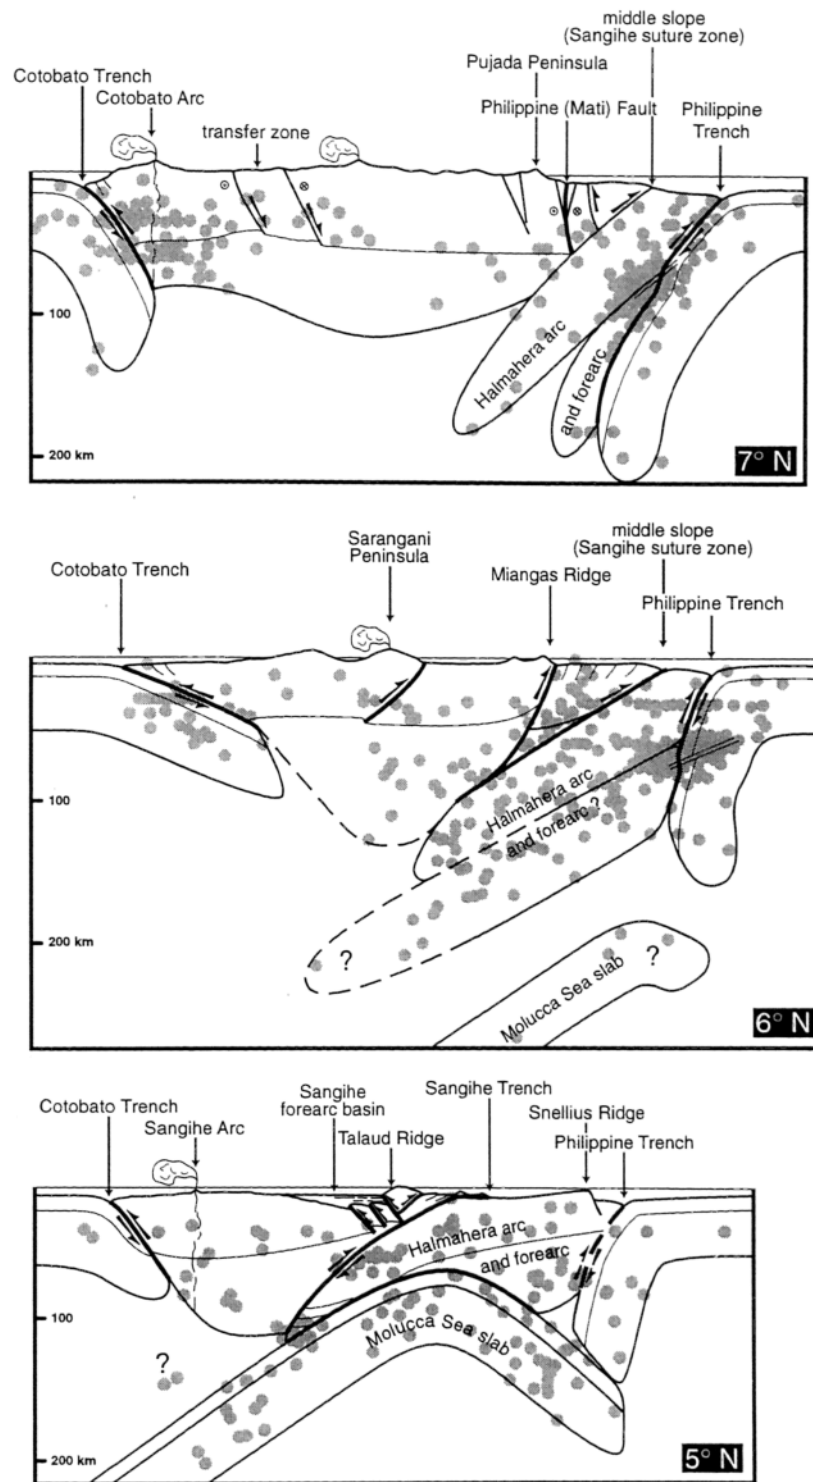 middle slope
(Sangihe suture zone)
Cotobato Trench
Pujada Peninsula
Cotobato Arc
Philippine (Mati) Fault
Philippine
Trench
transfer zone
100
Halmahera arc
and forearc
200 km
7° N
Sarangani
Peninsula
middle slope
(Sangihe suture zone)
Cotobato Trench
Miangas Ridge
Philippine Trench
100
Halmahera arc
and forearc ?
200 km
?
Molucca Sea slab
?
6° N
Cotobato Trench
Sangihe
forearc basin
Sangihe Trench
Sangihe Arc
Talaud Ridge
Snellius Ridge
Philippine Trench
Halmahera arc
and forearc
100
Molucca Sea slab
?
200 km
5° N